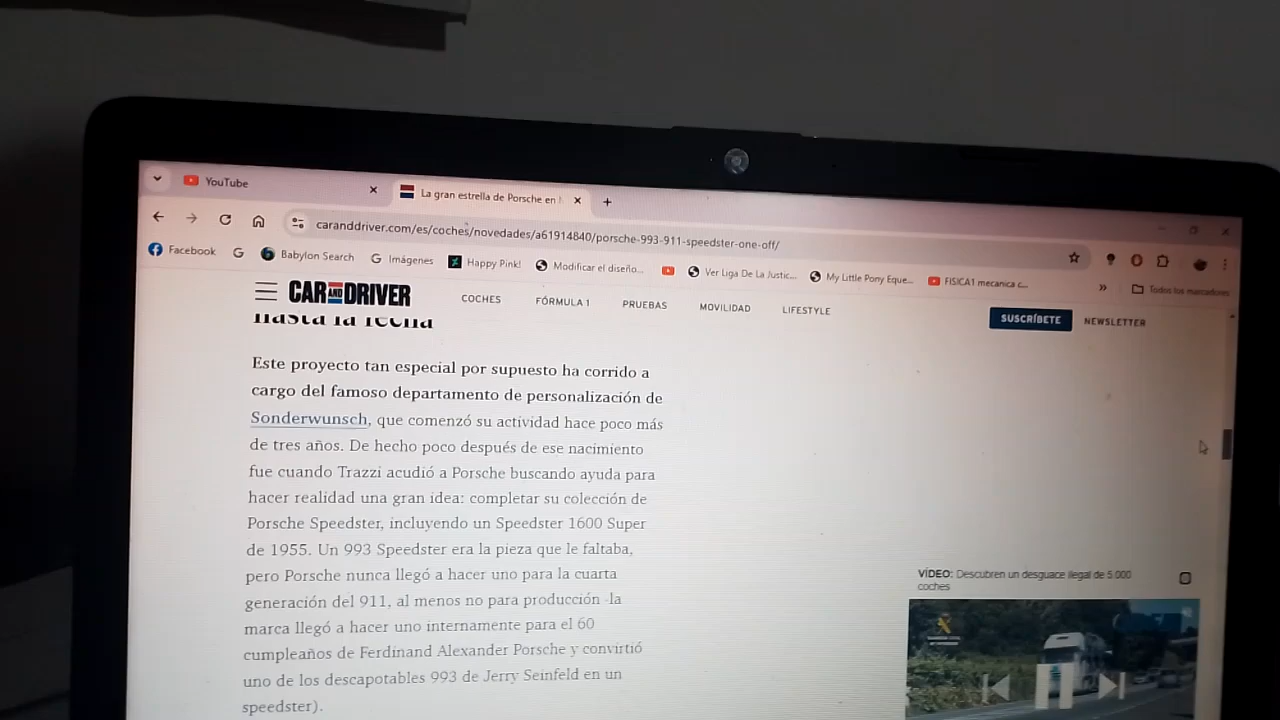 YouTube
La gran estrella de Porsche en
caranddriver.com/es/coches/novedades/a61914840/porsche-993-911-speedster-one-off/
Facebook
Babylon Search
Imágenes
Happy Pink!
Modificar el diseño...
Ver Liga De La Justic...
My Little Pony Eque...
FISICA1 mecanica c...
Todos los marcadores
CAR AND DRIVER
COCHES
FÓRMULA 1
PRUEBAS
MOVILIDAD
LIFESTYLE
SUSCRÍBETE
NEWSLETTER
hasta la fecha
Este proyecto tan especial por supuesto ha corrido a
cargo del famoso departamento de personalización de
Sonderwunsch, que comenzó su actividad hace poco más
de tres años. De hecho poco después de ese nacimiento
fue cuando Trazzi acudió a Porsche buscando ayuda para
hacer realidad una gran idea: completar su colección de
Porsche Speedster, incluyendo un Speedster 1600 Super
de 1955. Un 993 Speedster era la pieza que le faltaba,
pero Porsche nunca llegó a hacer uno para la cuarta
generación del 911, al menos no para producción -la
marca llegó a hacer uno internamente para el 60
cumpleaños de Ferdinand Alexander Porsche y convirtió
uno de los descapotables 993 de Jerry Seinfeld en un
speedster).
VÍDEO: Descubren un desguace ilegal de 5.000
coches